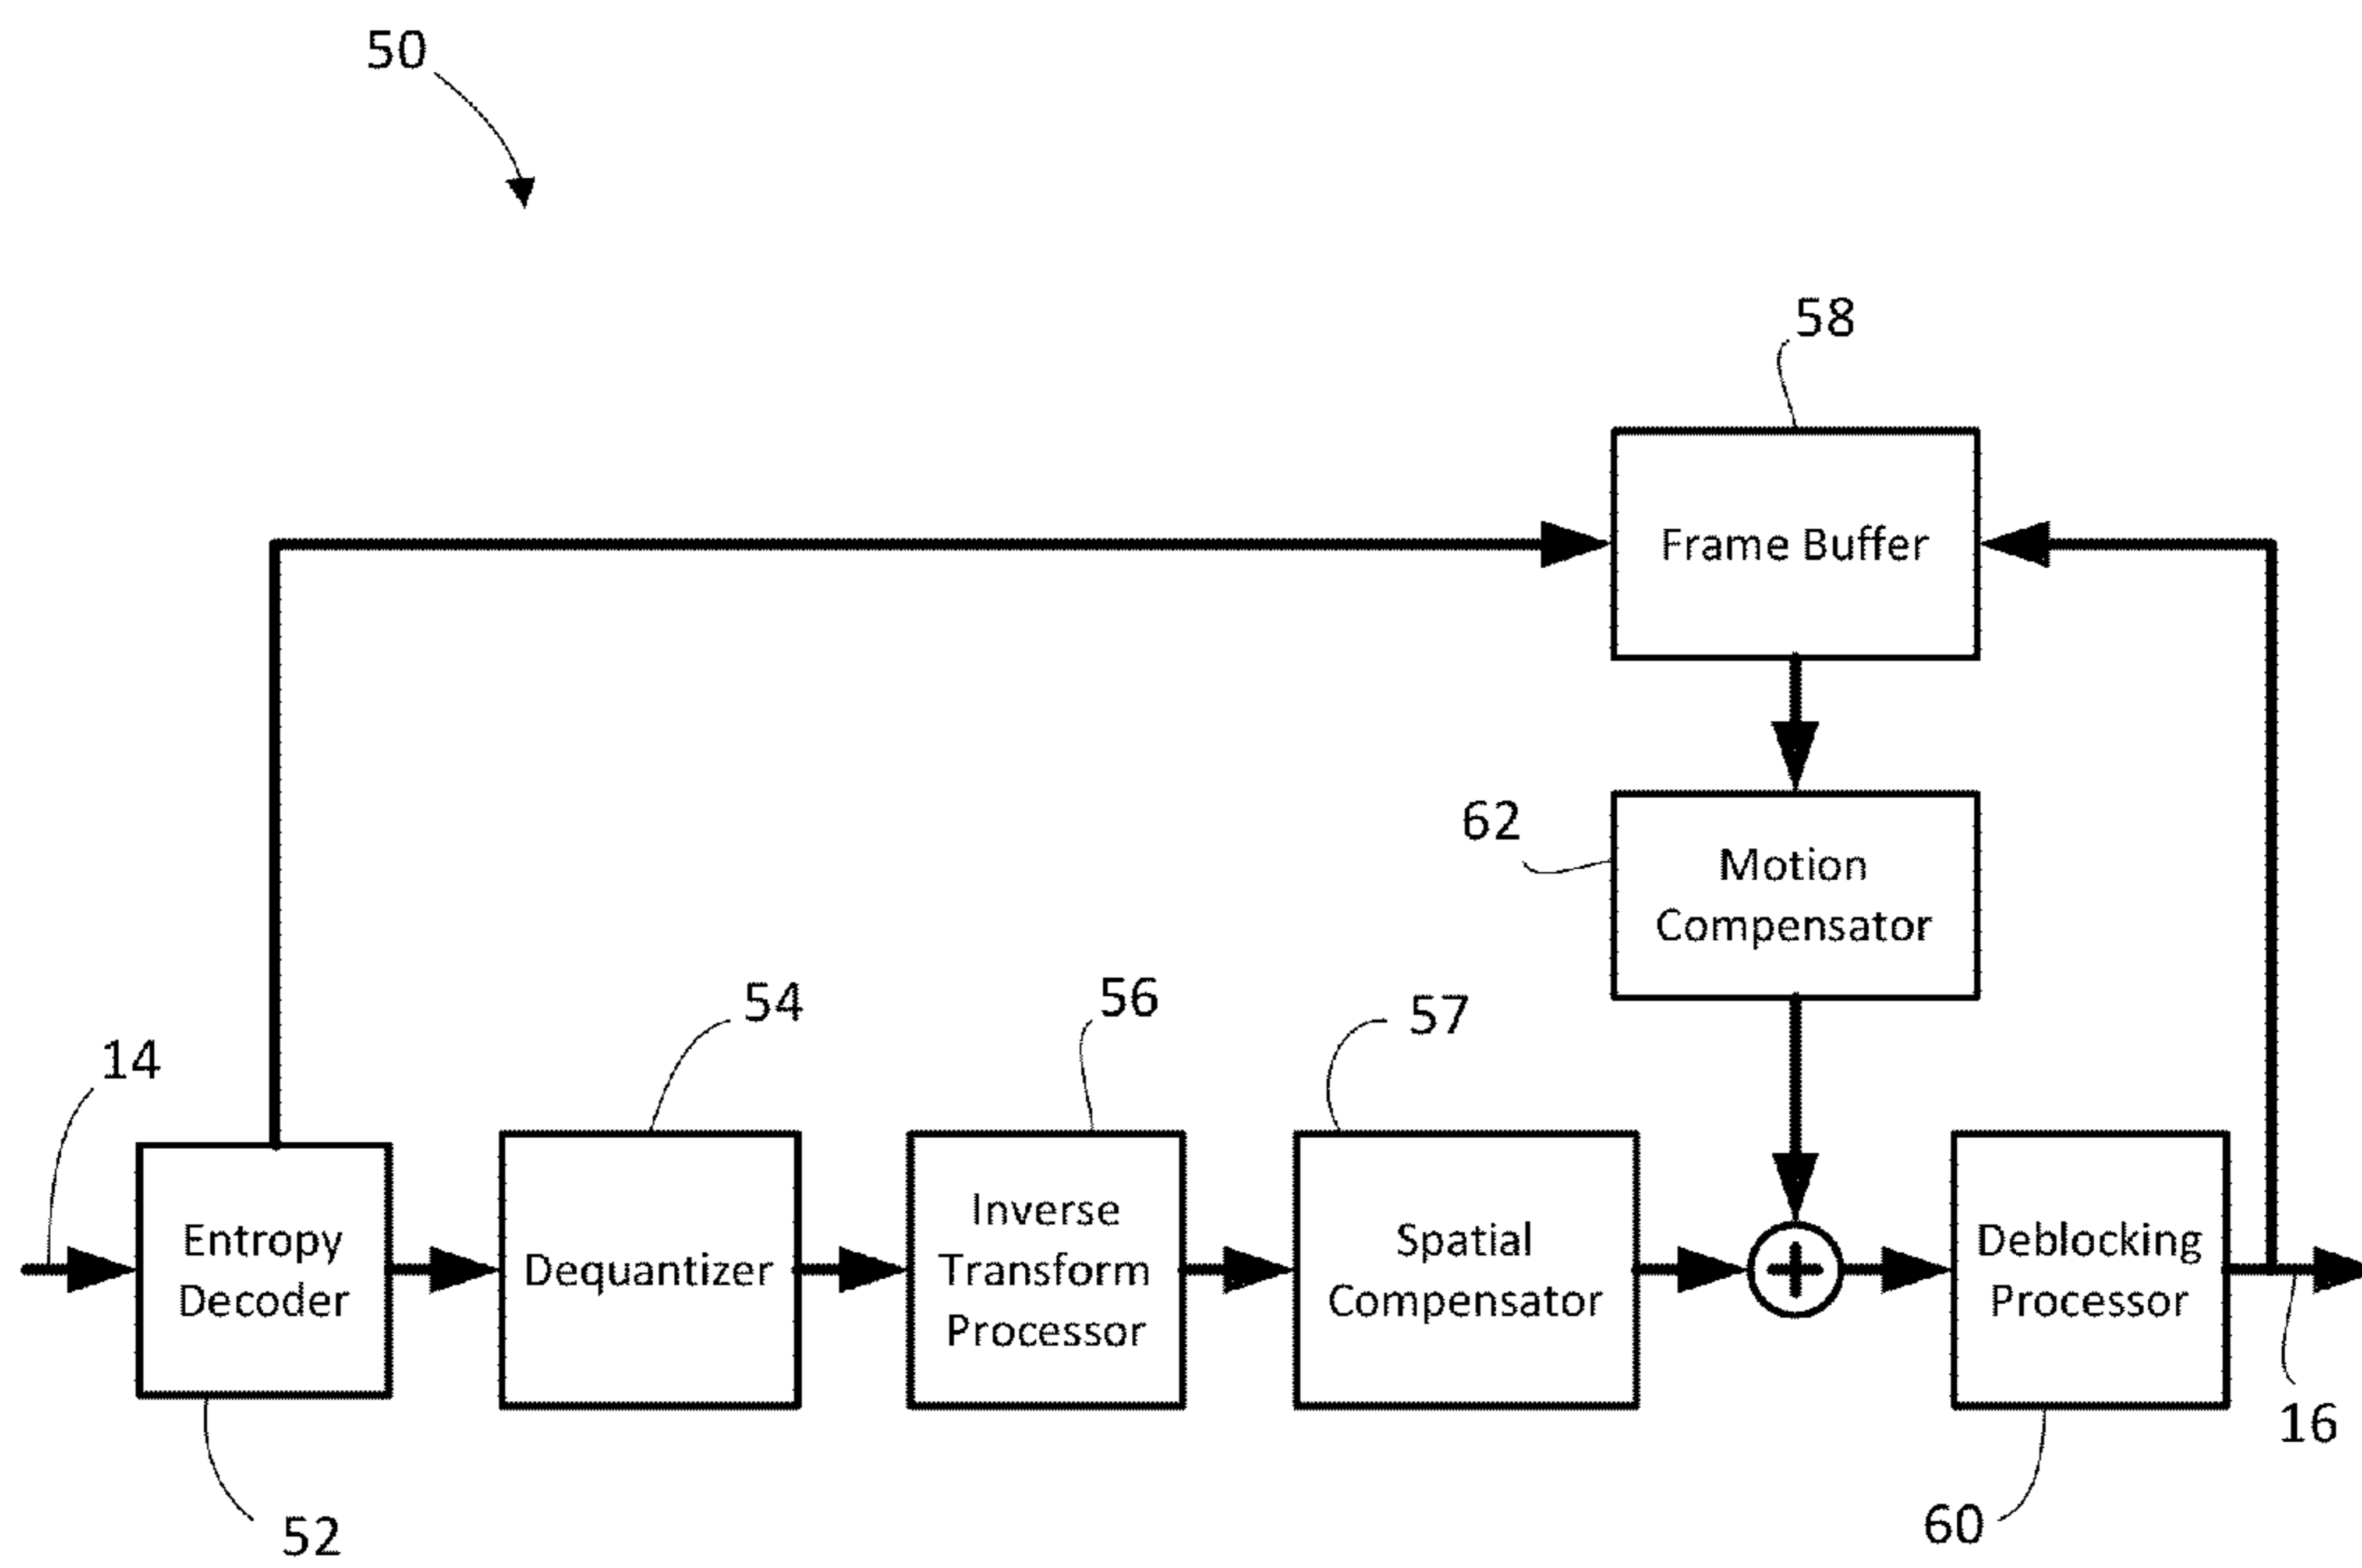 50
58
Frame Buffer
62
Motion
Compensator
14
54
56
57
Entropy
Decoder
Dequantizer
Inverse
Transform
Processor
Spatial
Compensator
+
Deblocking
Processor
16
52
60